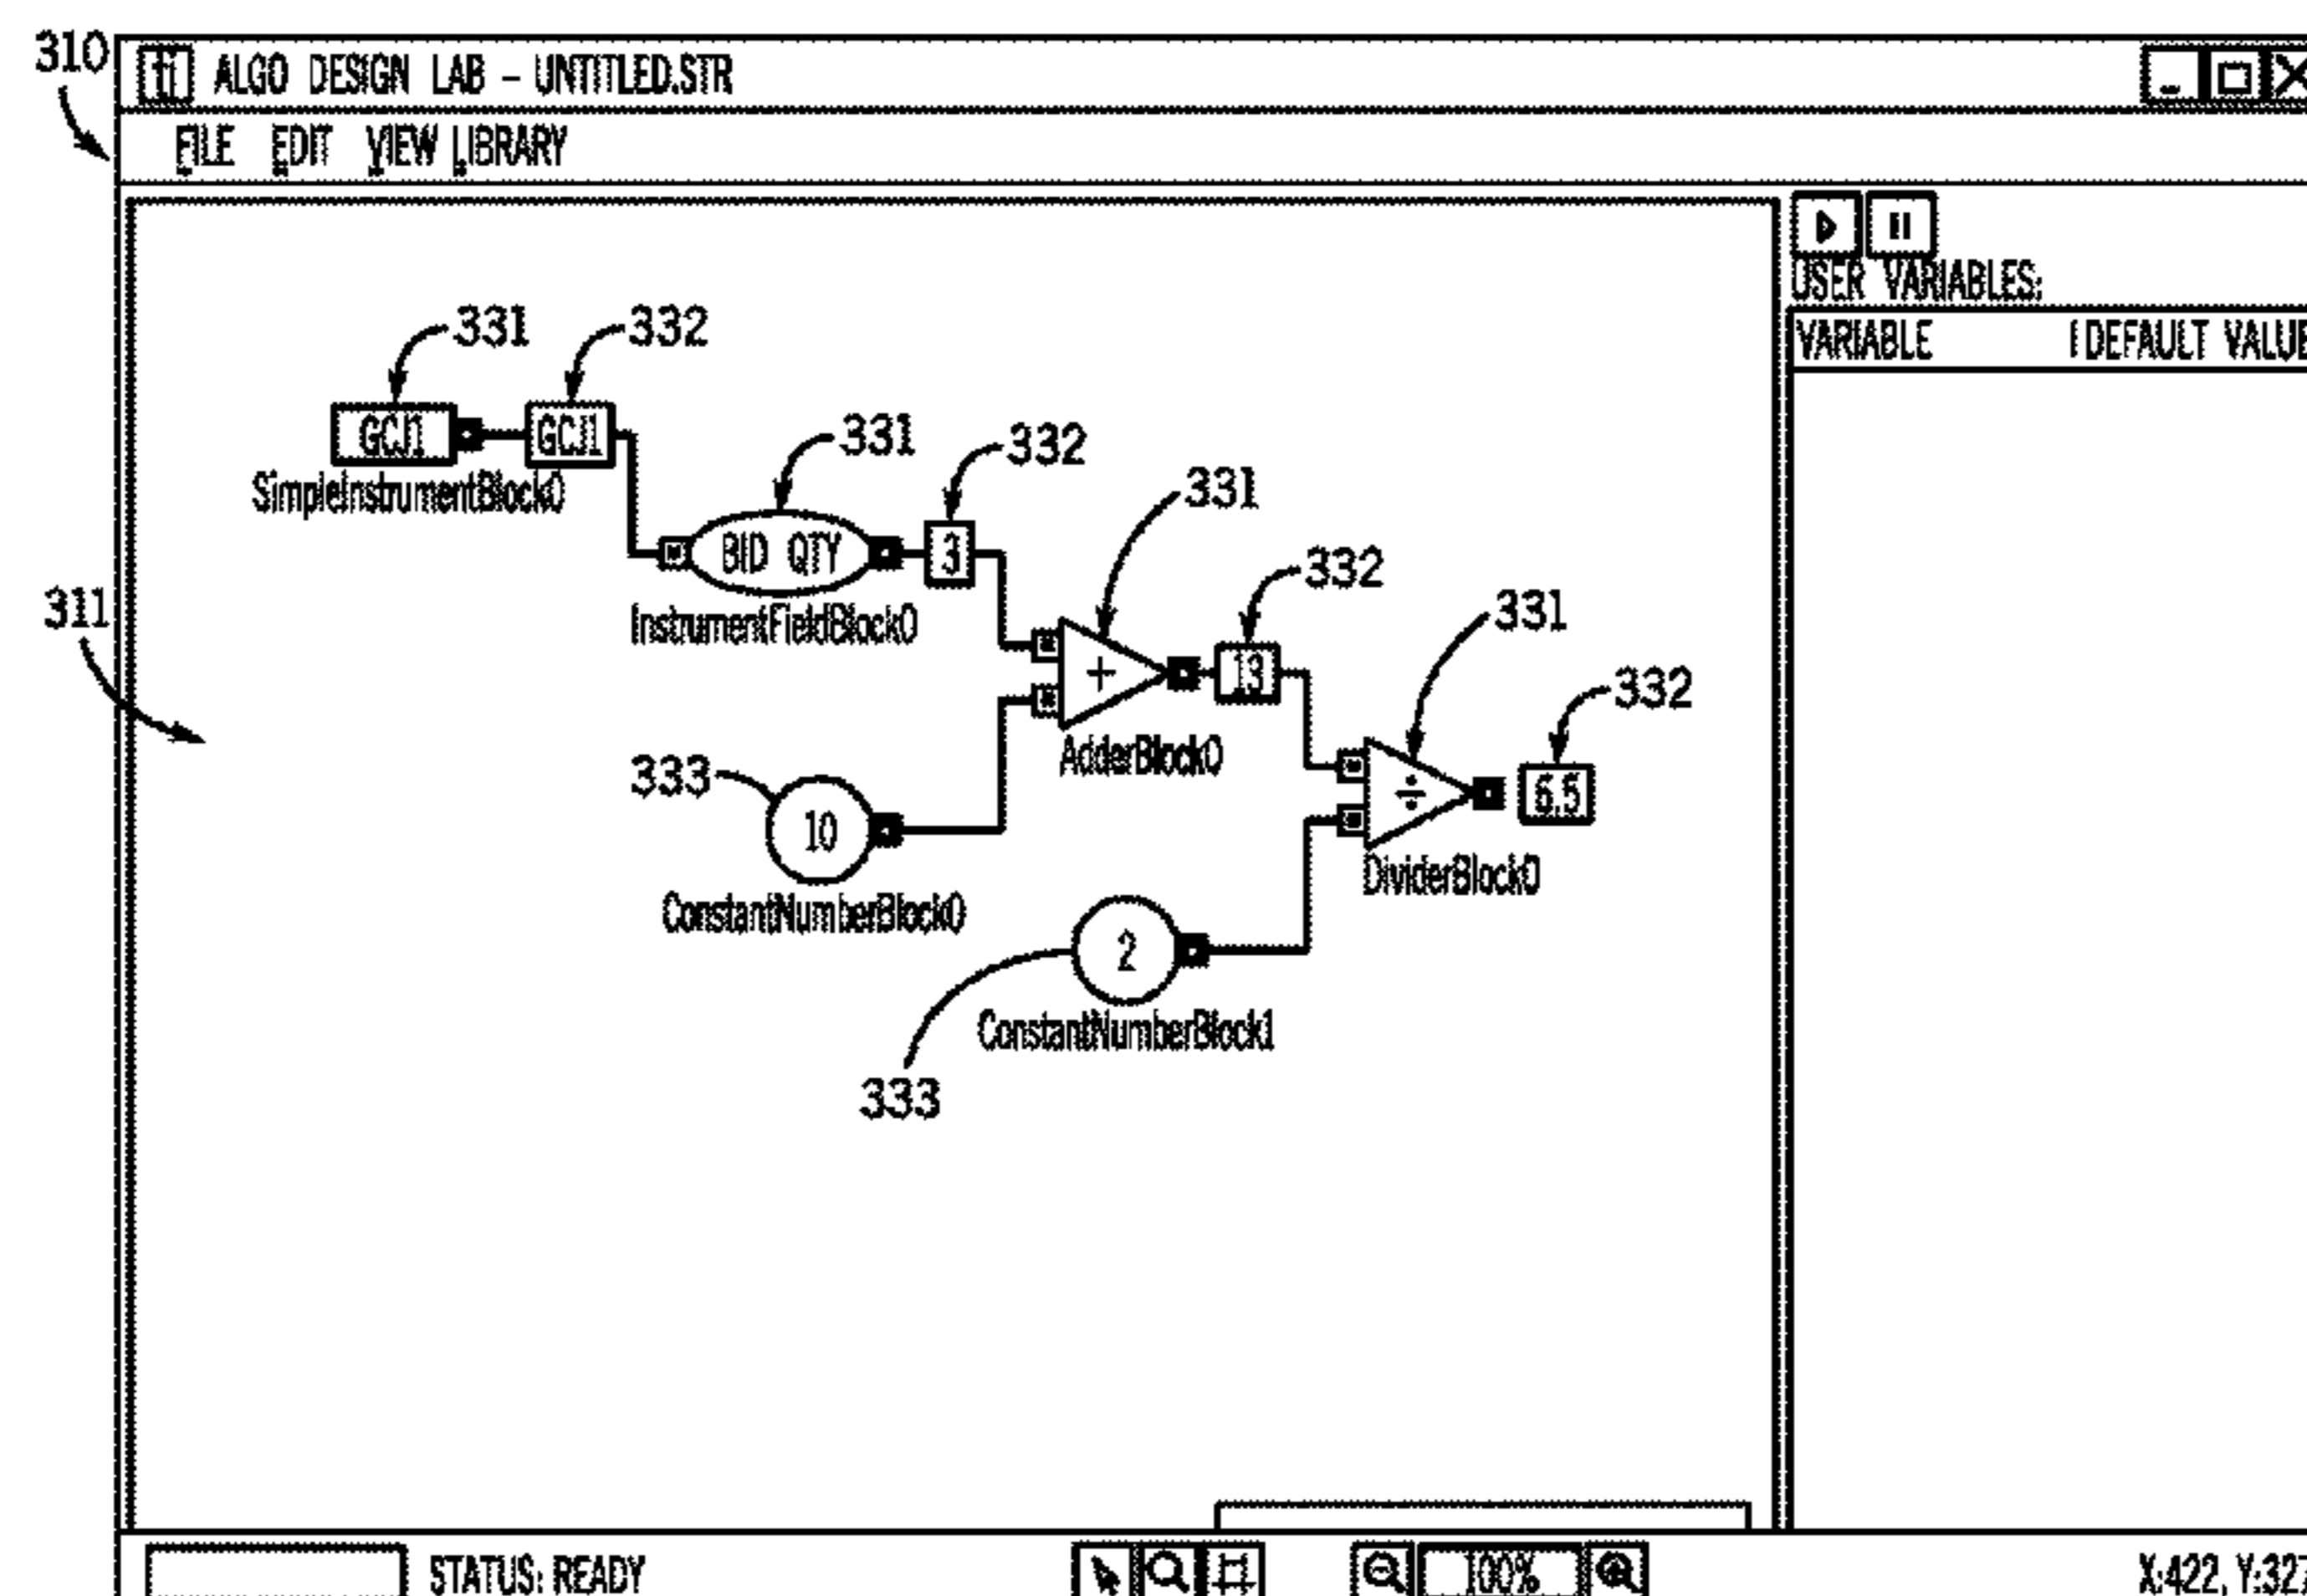 310
ALGO DESIGN LAB - UNTITLED.STR
FILE EDIT VIEW LIBRARY
USER VARIABLES:
VARIABLE DEFAULT VALUE
331 332
GCJ1 GCJ1
SimpleInstrumentBlock0
331 332
BID QTY 3
InstrumentFieldBlock0
331 332
+ 13
AdderBlock0
311
331 332
÷ 6.5
DividerBlock0
333
10
ConstantNumberBlock0
2
ConstantNumberBlock1
333
STATUS: READY
100%
X:422, Y:327